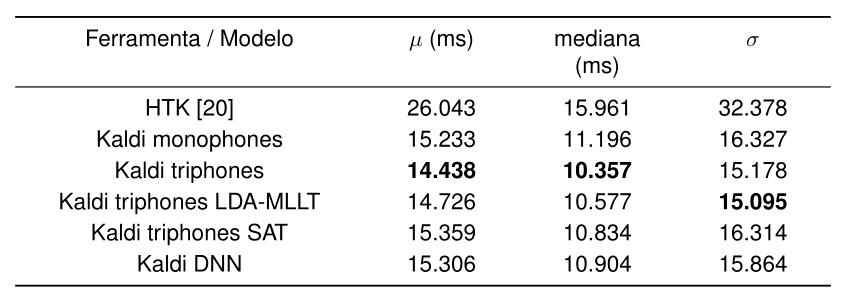 Ferramenta / Modelo μ (ms) mediana σ
(ms)
HTK [20] 26.043 15.961 32.378
Kaldi monophones 15.233 11.196 16.327
Kaldi triphones 14.438 10.357 15.178
Kaldi triphones LDA-MLLT 14.726 10.577 15.095
Kaldi triphones SAT 15.359 10.834 16.314
Kaldi DNN 15.306 10.904 15.864